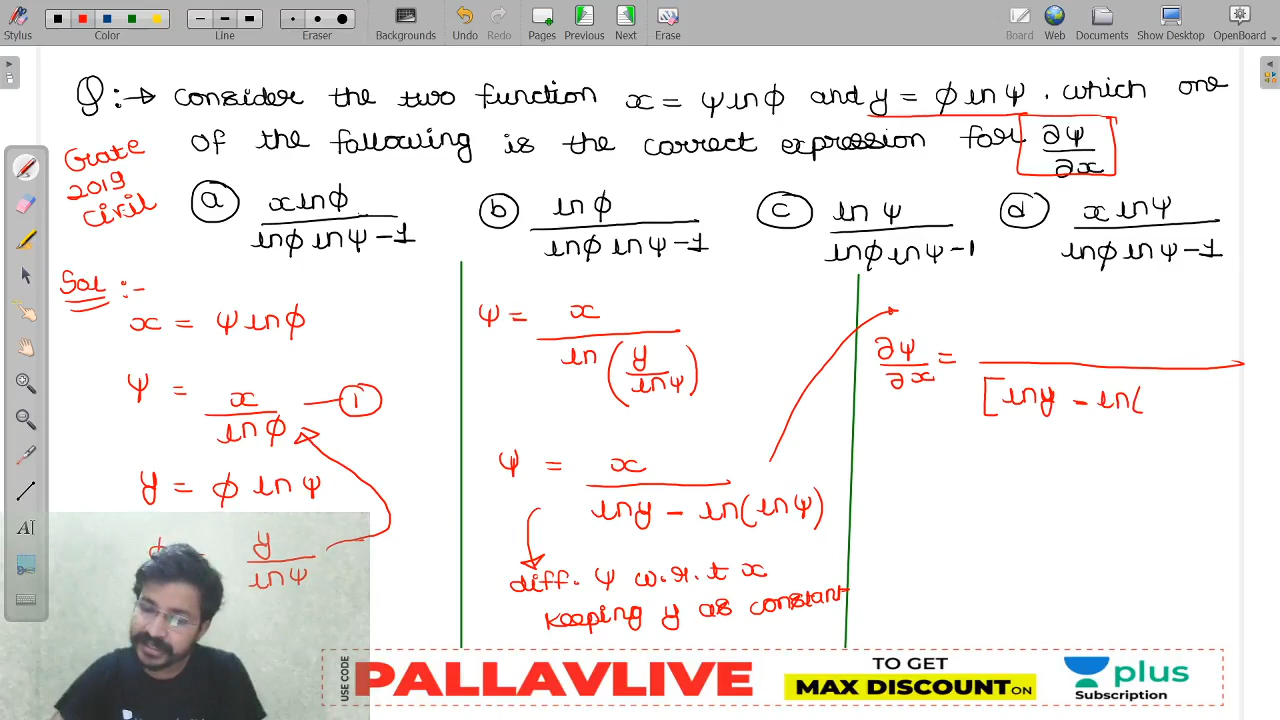 Stylus Color Line Eraser Backgrounds Undo Redo Pages Previous Next Erase Board Web Documents Show Desktop OpenBoard
Q:→ Consider the two function x = ψ ln ϕ and y = ϕ ln ψ. which one
of the following is the correct expression for ∂ψ/∂x
Grate
2019
civil
(a) x ln ϕ / ln ϕ ln ψ - 1 (b) ln ϕ / ln ϕ ln ψ - 1 (c) ln ψ / ln ϕ ln ψ - 1 (d) x ln ψ / ln ϕ ln ψ - 1
Sol :-
x = ψ ln ϕ
ψ = x / ln ϕ — (1)
y = ϕ ln ψ
= y / ln ψ
ψ = x / ln (y / ln ψ)
ψ = x / ln y - ln(ln ψ)
diff. ψ w.r.t x
keeping y as constant
∂ψ/∂x = / [ln y - ln(
USE CODE
PALLAVLIVE
TO GET
MAX DISCOUNT ON
plus
Subscription